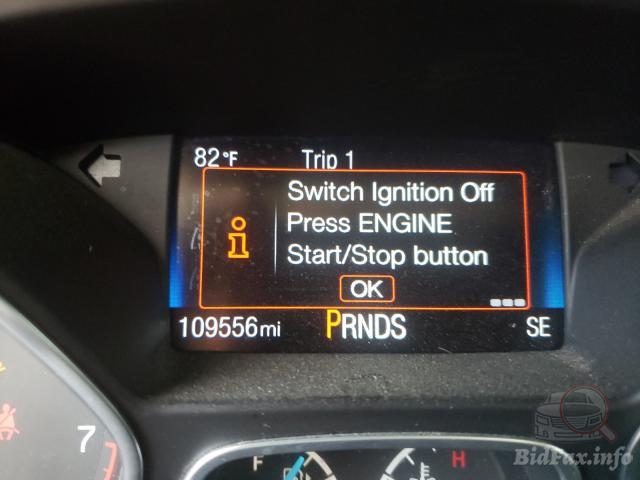 82°F Trip 1
Switch Ignition Off
Press ENGINE
i
Start/Stop button
OK
109556mi PRNDS SE
7
F H
BidFax.info